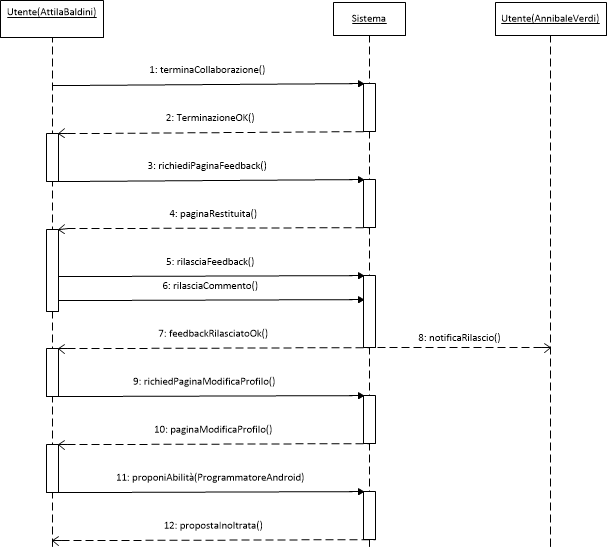 Utente(AttilaBaldini)
Sistema
Utente(AnnibaleVerdi)
1: terminaCollaborazione()
2: TerminazioneOK()
3: richiediPaginaFeedback()
4: paginaRestituita()
5: rilasciaFeedback()
6: rilasciaCommento()
7: feedbackRilasciatoOk()
8: notificaRilascio()
9: richiedPaginaModificaProfilo()
10: paginaModificaProfilo()
11: proponiAbilità(ProgrammatoreAndroid)
12: propostaInoltrata()